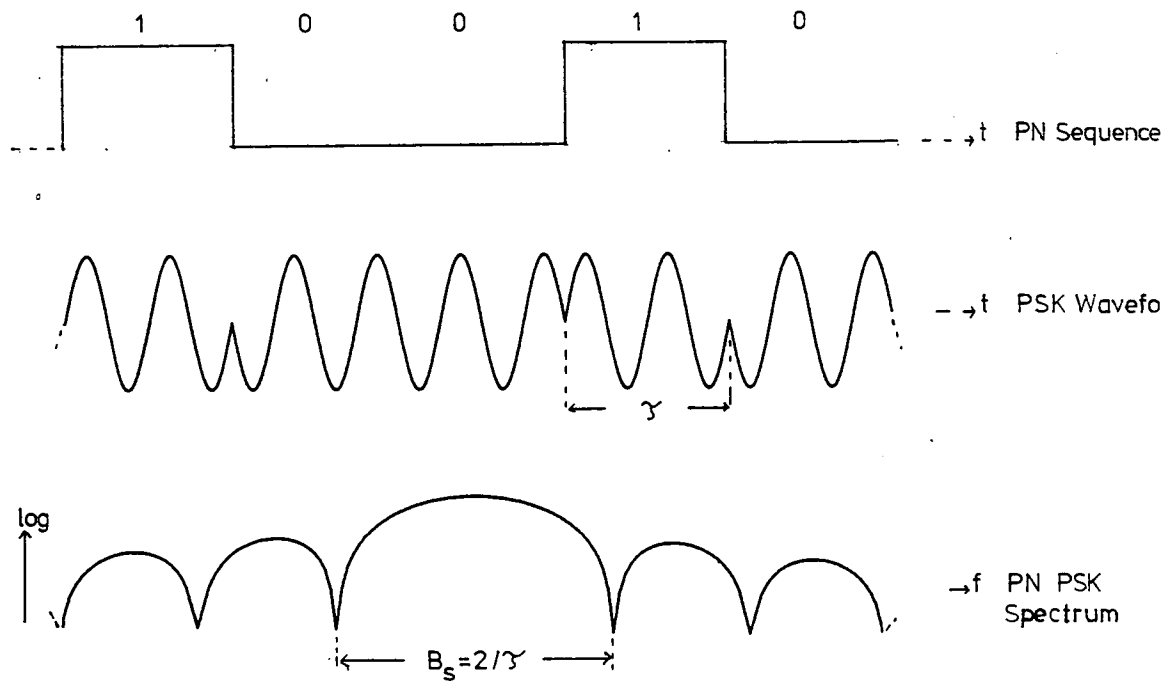 1 0 0 1 0
t PN Sequence
t PSK Wavefo
τ
log
f PN PSK
Spectrum
B_s=2/τ